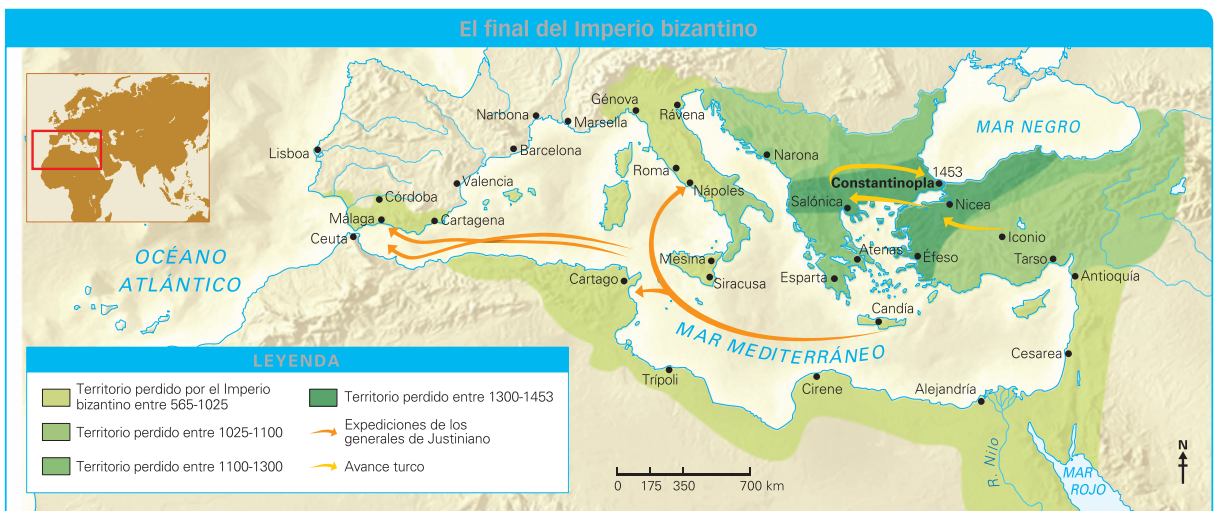 El final del Imperio bizantino
Génova
Narbona
Marsella
Rávena
MAR NEGRO
Lisboa
Barcelona
Narona
Roma
1453
Constantinopla
Valencia
Nápoles
Córdoba
Salónica
Nicea
Málaga
Cartagena
Ceuta
Iconio
OCÉANO
ATLÁNTICO
Mesina
Atenas
Éfeso
Tarso
Cartago
Siracusa
Esparta
Antioquía
Candía
MAR MEDITERRÁNEO
Cesarea
Trípoli
Cirene
Alejandría
R. Nilo
MAR
ROJO
LEYENDA
Territorio perdido por el Imperio
bizantino entre 565-1025
Territorio perdido entre 1025-1100
Territorio perdido entre 1100-1300
Territorio perdido entre 1300-1453
Expediciones de los
generales de Justiniano
Avance turco
0 175 350 700 km
N